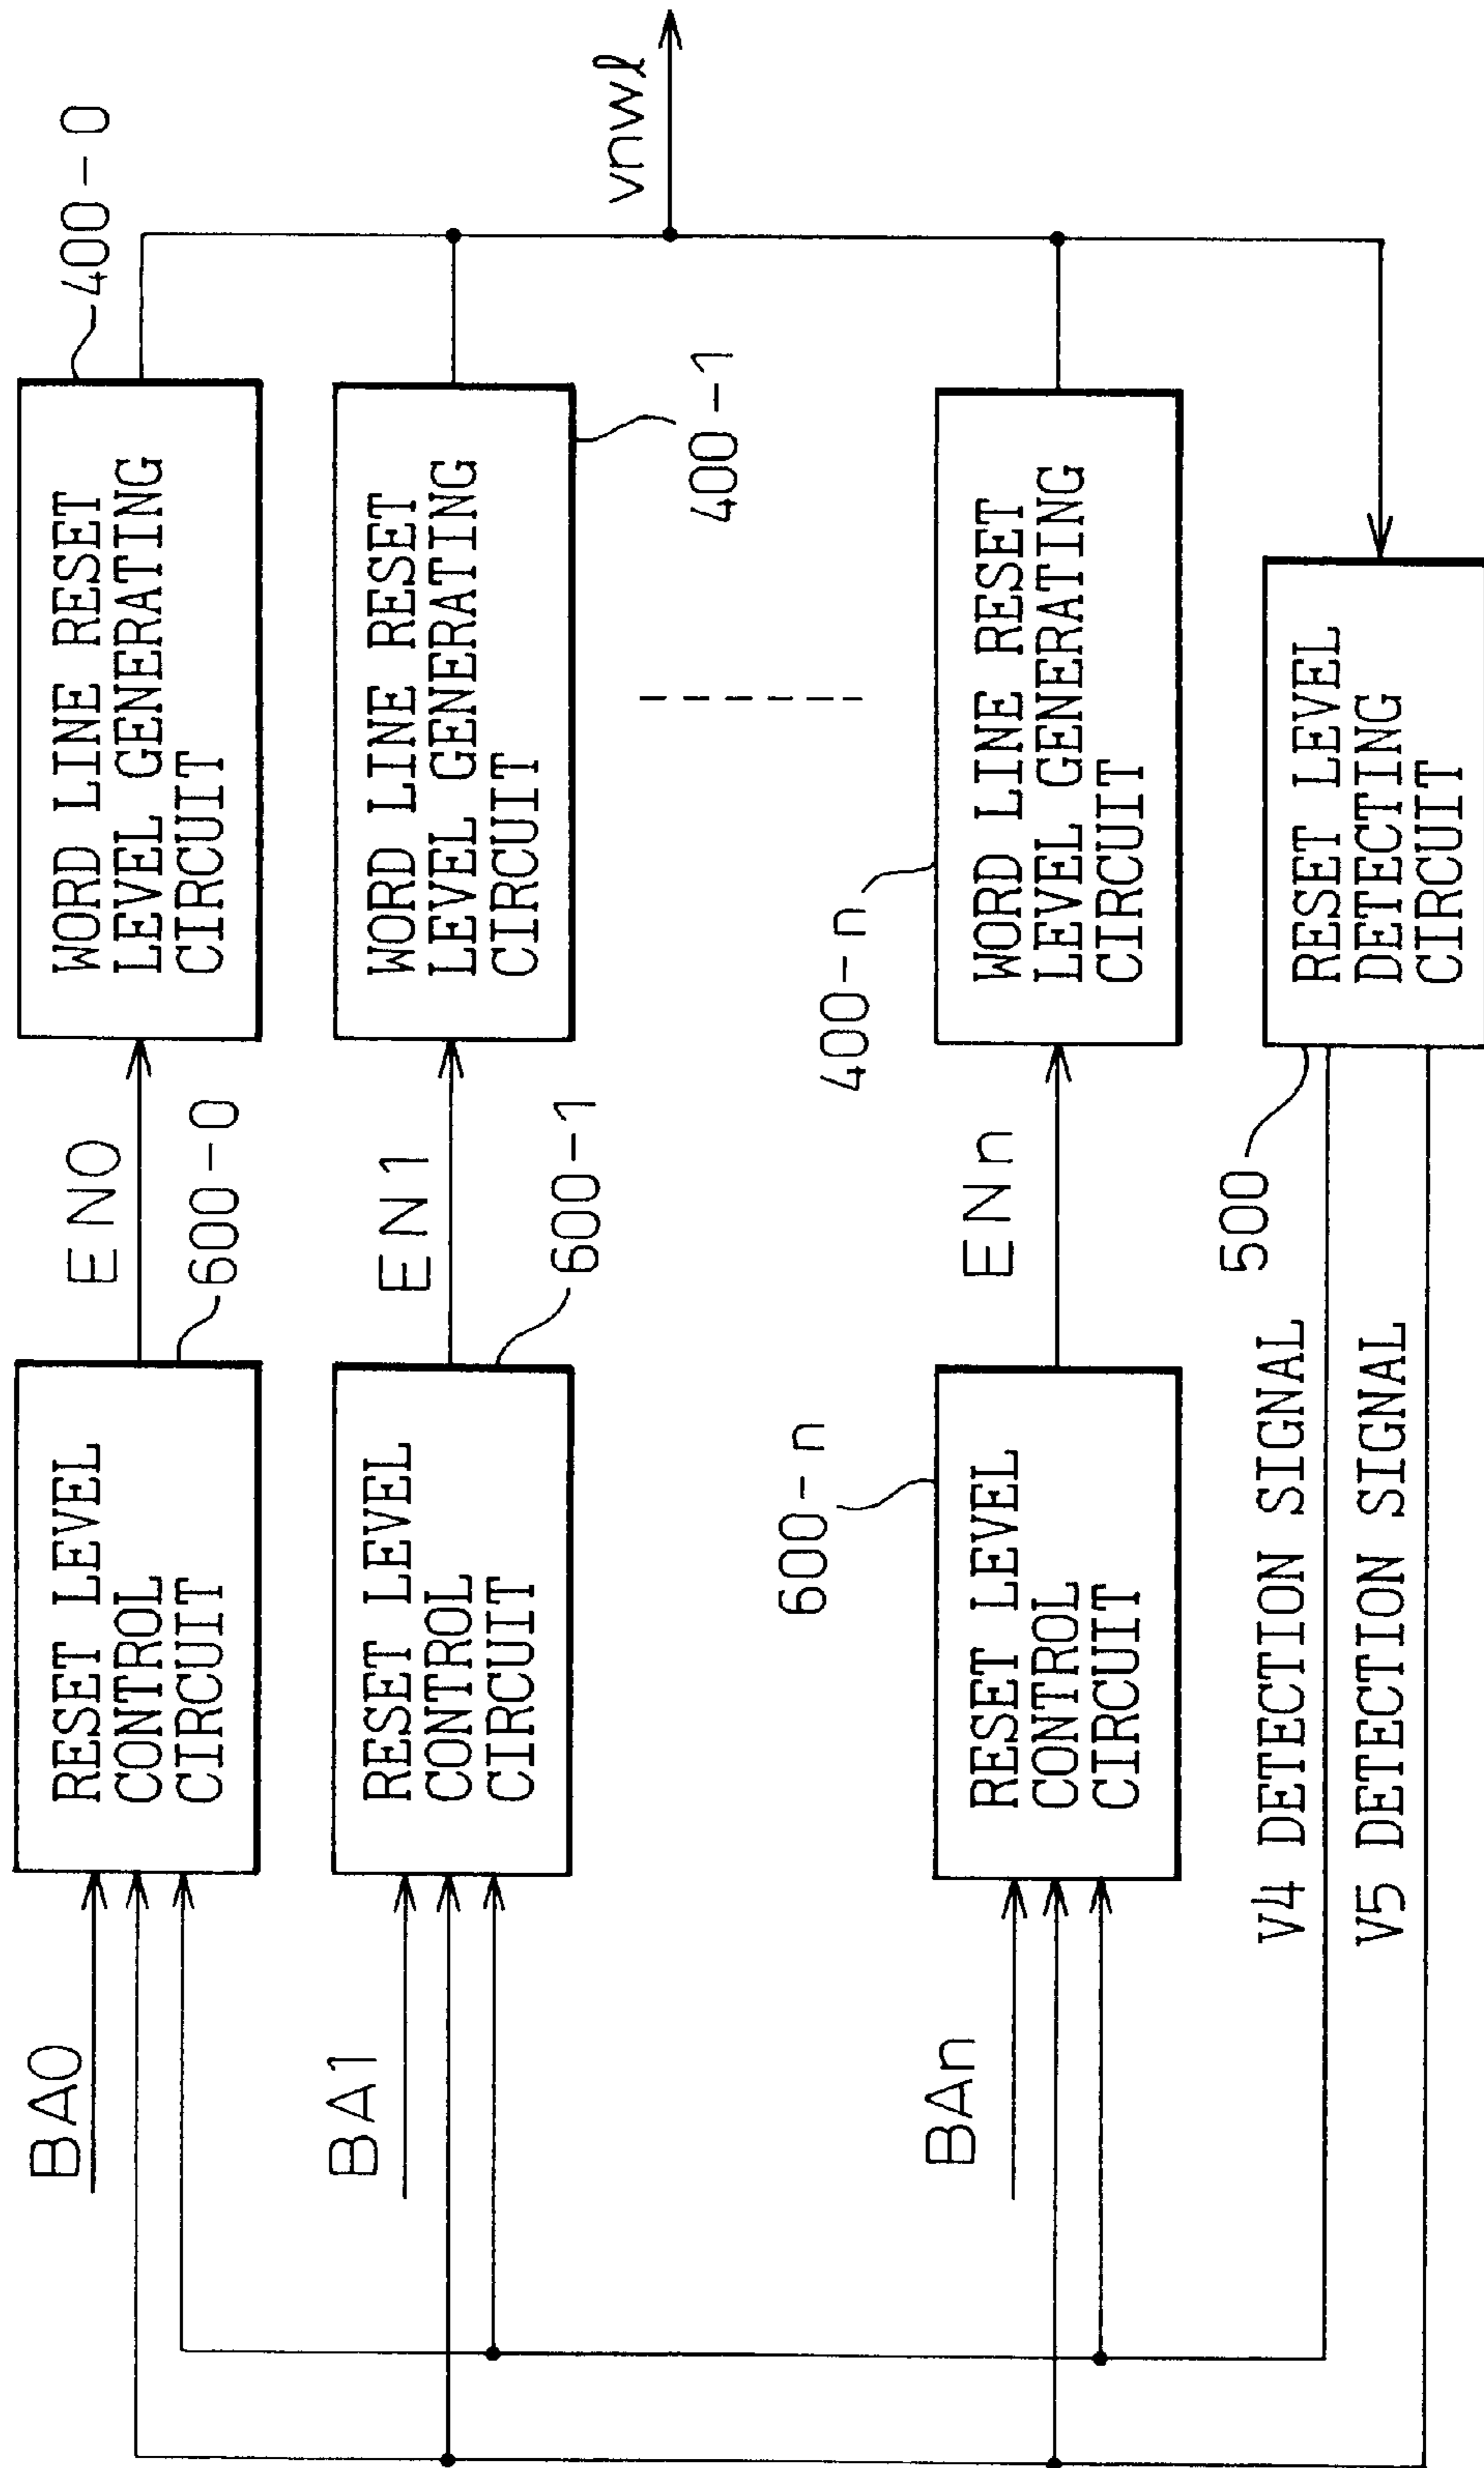 BA0
RESET LEVEL
CONTROL
CIRCUIT
600-0
EN0
WORD LINE RESET
LEVEL GENERATING
CIRCUIT
400-0
BA1
RESET LEVEL
CONTROL
CIRCUIT
600-1
EN1
WORD LINE RESET
LEVEL GENERATING
CIRCUIT
400-1
vnwℓ
BAn
RESET LEVEL
CONTROL
CIRCUIT
600-n
ENn
WORD LINE RESET
LEVEL GENERATING
CIRCUIT
400-n
V4 DETECTION SIGNAL
V5 DETECTION SIGNAL
500
RESET LEVEL
DETECTING
CIRCUIT